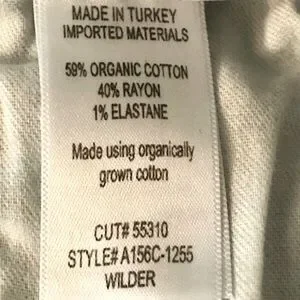 MADE IN TURKEY
IMPORTED MATERIALS
59% ORGANIC COTTON
40% RAYON
1% ELASTANE
Made using organically
grown cotton
CUT# 55310
STYLE# A156C-1255
WILDER